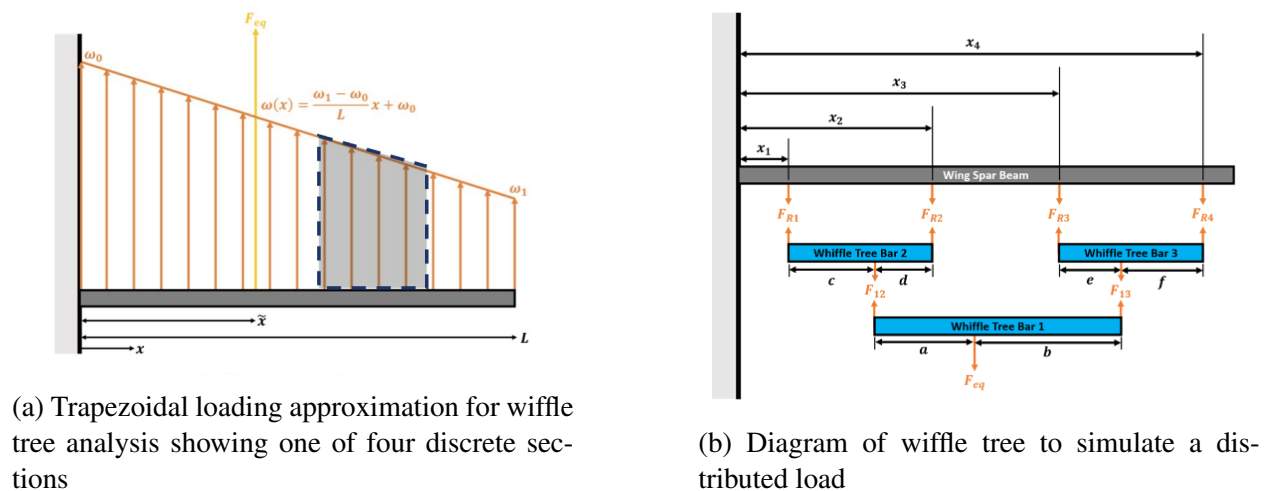 F_eq
ω_0
ω(x) = (ω_1 − ω_0)/L x + ω_0
ω_1
x̃
L
x
(a) Trapezoidal loading approximation for wiffle
tree analysis showing one of four discrete sec-
tions
x_4
x_3
x_2
x_1
Wing Spar Beam
F_R1 F_R2 F_R3 F_R4
Whiffle Tree Bar 2 Whiffle Tree Bar 3
c d e f
F_12 F_13
Whiffle Tree Bar 1
a b
F_eq
(b) Diagram of wiffle tree to simulate a dis-
tributed load